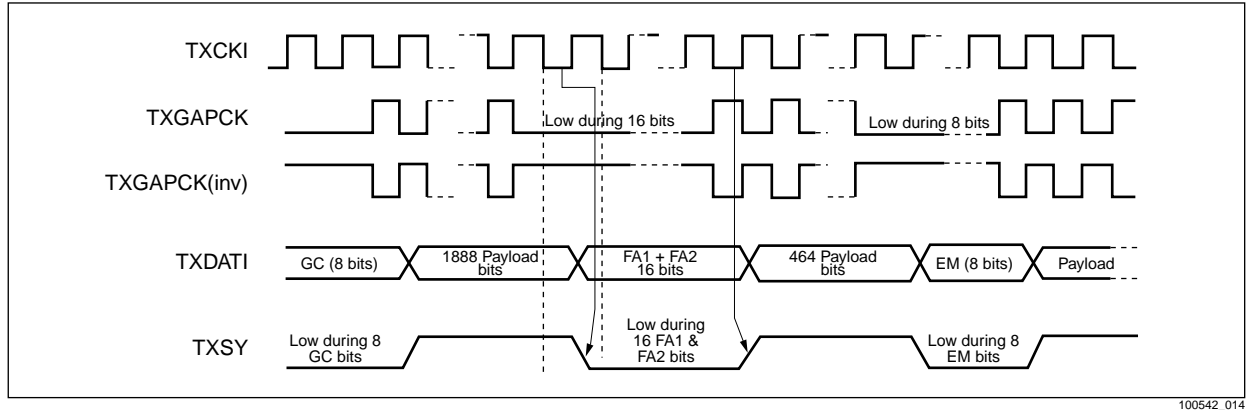 TXCKI
TXGAPCK
Low during 16 bits
Low during 8 bits
TXGAPCK(inv)
TXDATI
GC (8 bits)
1888 Payload
bits
FA1 + FA2
16 bits
464 Payload
bits
EM (8 bits)
Payload
TXSY
Low during 8
GC bits
Low during
16 FA1 &
FA2 bits
Low during 8
EM bits
100542_014